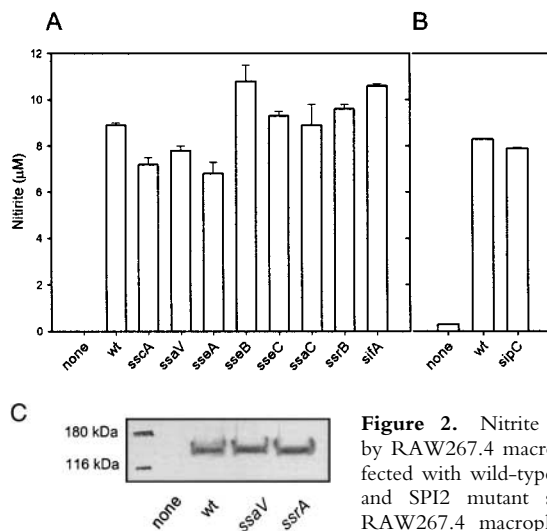 A
B
12
10
8
6
4
2
0
Nitirite (μM)
none
wt
sscA
ssaV
sseA
sseB
sseC
ssaC
ssrB
sifA
none
wt
sipC
C
180 kDa
116 kDa
none
wt
ssaV
ssrA
Figure 2. Nitrite
by RAW267.4 macro
fected with wild-type
and SPI2 mutant s
RAW267.4 macroph